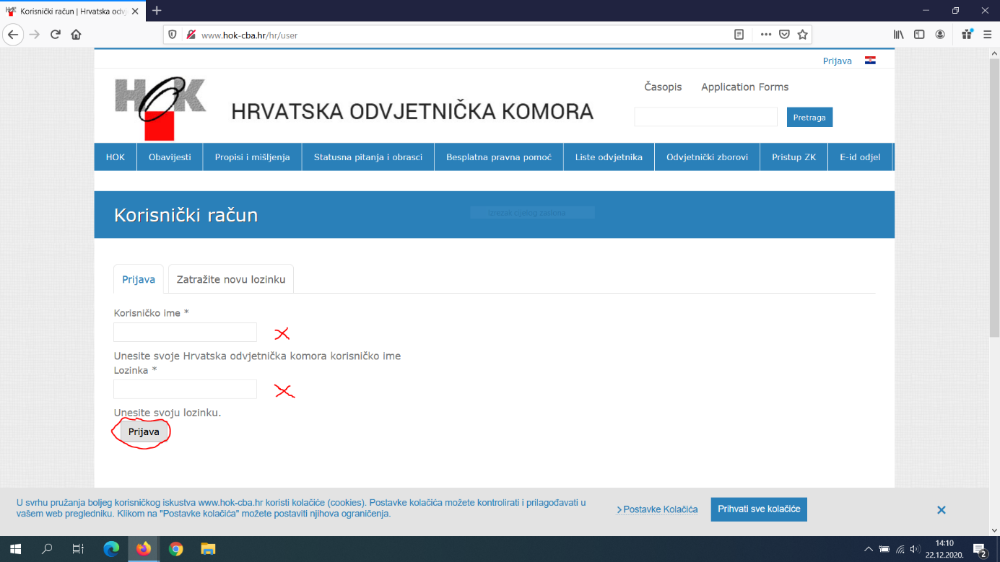 Korisnički račun | Hrvatska odvj
www.hok-cba.hr/hr/user
Prijava
HOK
HRVATSKA ODVJETNIČKA KOMORA
Časopis
Application Forms
Pretraga
HOK
Obavijesti
Propisi i mišljenja
Statusna pitanja i obrasci
Besplatna pravna pomoć
Liste odvjetnika
Odvjetnički zborovi
Pristup ZK
E-id odjel
Korisnički račun
Izrezak cijelog zaslona
Prijava
Zatražite novu lozinku
Korisničko ime *
Unesite svoje Hrvatska odvjetnička komora korisničko ime
Lozinka *
Unesite svoju lozinku.
Prijava
U svrhu pružanja boljeg korisničkog iskustva www.hok-cba.hr koristi kolačiće (cookies). Postavke kolačića možete kontrolirati i prilagođavati u
vašem web pregledniku. Klikom na "Postavke kolačića" možete postaviti njihova ograničenja.
Postavke Kolačića
Prihvati sve kolačiće
14:10
22.12.2020.
2